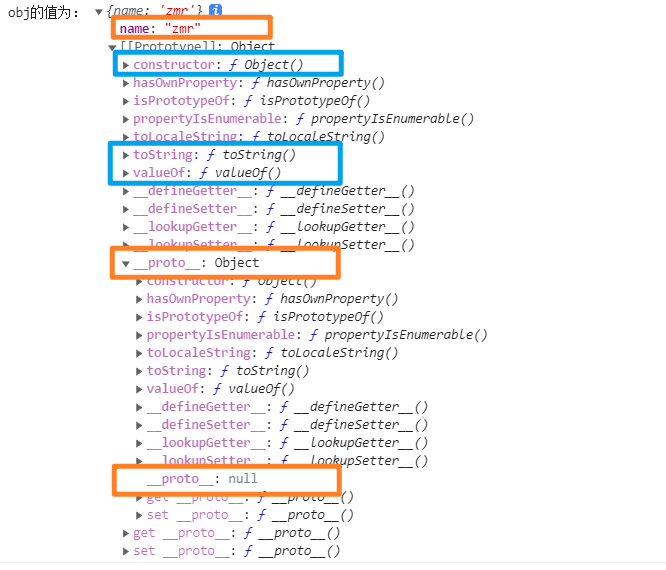 obj的值为： ▼ {name: 'zmr'} i
name: "zmr"
▼ [[Prototype]]: Object
▶ constructor: ƒ Object()
▶ hasOwnProperty: ƒ hasOwnProperty()
▶ isPrototypeOf: ƒ isPrototypeOf()
▶ propertyIsEnumerable: ƒ propertyIsEnumerable()
▶ toLocaleString: ƒ toLocaleString()
▶ toString: ƒ toString()
▶ valueOf: ƒ valueOf()
▶ __defineGetter__: ƒ __defineGetter__()
▶ __defineSetter__: ƒ __defineSetter__()
▶ __lookupGetter__: ƒ __lookupGetter__()
▶ __lookupSetter__: ƒ __lookupSetter__()
▼ __proto__: Object
▶ constructor: ƒ Object()
▶ hasOwnProperty: ƒ hasOwnProperty()
▶ isPrototypeOf: ƒ isPrototypeOf()
▶ propertyIsEnumerable: ƒ propertyIsEnumerable()
▶ toLocaleString: ƒ toLocaleString()
▶ toString: ƒ toString()
▶ valueOf: ƒ valueOf()
▶ __defineGetter__: ƒ __defineGetter__()
▶ __defineSetter__: ƒ __defineSetter__()
▶ __lookupGetter__: ƒ __lookupGetter__()
▶ __lookupSetter__: ƒ __lookupSetter__()
__proto__: null
▶ get __proto__: ƒ __proto__()
▶ set __proto__: ƒ __proto__()
▶ get __proto__: ƒ __proto__()
▶ set __proto__: ƒ __proto__()